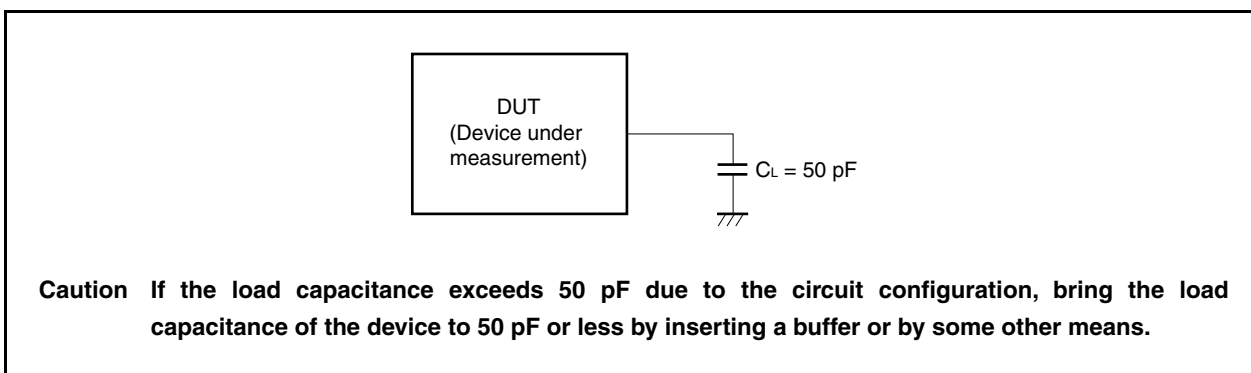 DUT
(Device under
measurement)
CL = 50 pF
Caution If the load capacitance exceeds 50 pF due to the circuit configuration, bring the load
capacitance of the device to 50 pF or less by inserting a buffer or by some other means.